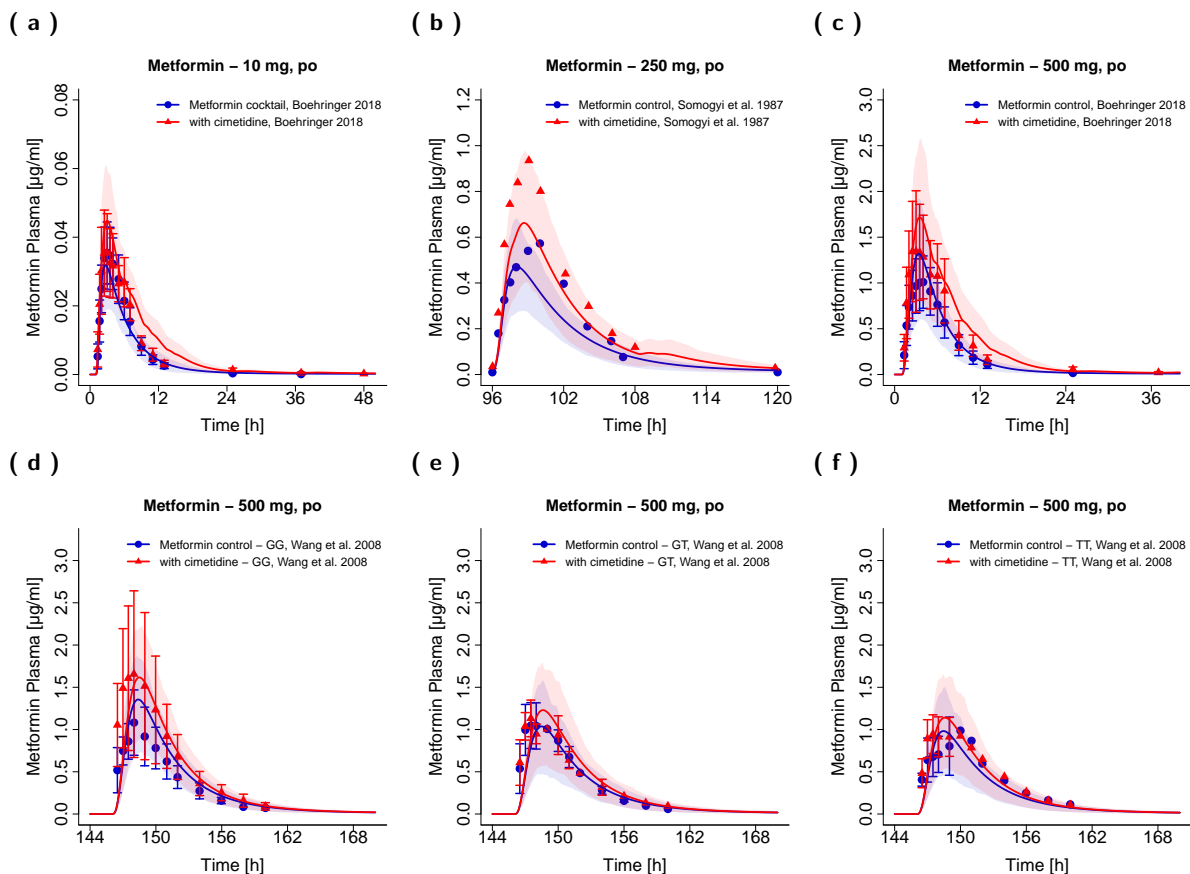 ( a )
Metformin − 10 mg, po
Metformin cocktail, Boehringer 2018
with cimetidine, Boehringer 2018
Metformin Plasma [µg/ml]
0.00
0.02
0.04
0.06
0.08
0 12 24 36 48
Time [h]
( b )
Metformin − 250 mg, po
Metformin control, Somogyi et al. 1987
with cimetidine, Somogyi et al. 1987
Metformin Plasma [µg/ml]
0.0
0.2
0.4
0.6
0.8
1.0
1.2
96 102 108 114 120
Time [h]
( c )
Metformin − 500 mg, po
Metformin control, Boehringer 2018
with cimetidine, Boehringer 2018
Metformin Plasma [µg/ml]
0.0
0.5
1.0
1.5
2.0
2.5
3.0
0 12 24 36
Time [h]
( d )
Metformin − 500 mg, po
Metformin control − GG, Wang et al. 2008
with cimetidine − GG, Wang et al. 2008
Metformin Plasma [µg/ml]
0.0
0.5
1.0
1.5
2.0
2.5
3.0
144 150 156 162 168
Time [h]
( e )
Metformin − 500 mg, po
Metformin control − GT, Wang et al. 2008
with cimetidine − GT, Wang et al. 2008
Metformin Plasma [µg/ml]
0.0
0.5
1.0
1.5
2.0
2.5
3.0
144 150 156 162 168
Time [h]
( f )
Metformin − 500 mg, po
Metformin control − TT, Wang et al. 2008
with cimetidine − TT, Wang et al. 2008
Metformin Plasma [µg/ml]
0.0
0.5
1.0
1.5
2.0
2.5
3.0
144 150 156 162 168
Time [h]